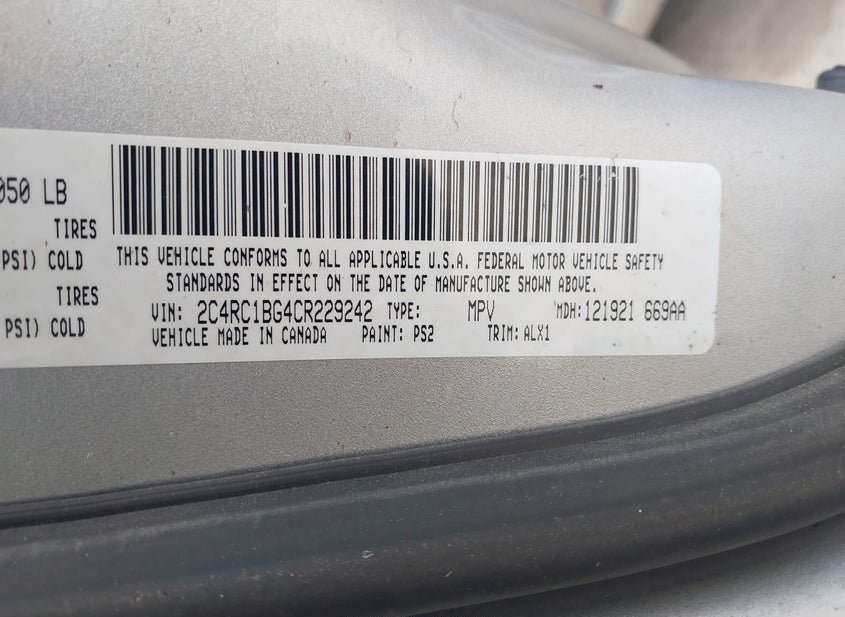 050 LB
TIRES
PSI) COLD
TIRES
PSI) COLD
THIS VEHICLE CONFORMS TO ALL APPLICABLE U.S.A. FEDERAL MOTOR VEHICLE SAFETY
STANDARDS IN EFFECT ON THE DATE OF MANUFACTURE SHOWN ABOVE.
VIN: 2C4RC1BG4CR229242 TYPE: MPV MDH: 121921 669AA
VEHICLE MADE IN CANADA PAINT: PS2 TRIM: ALX1